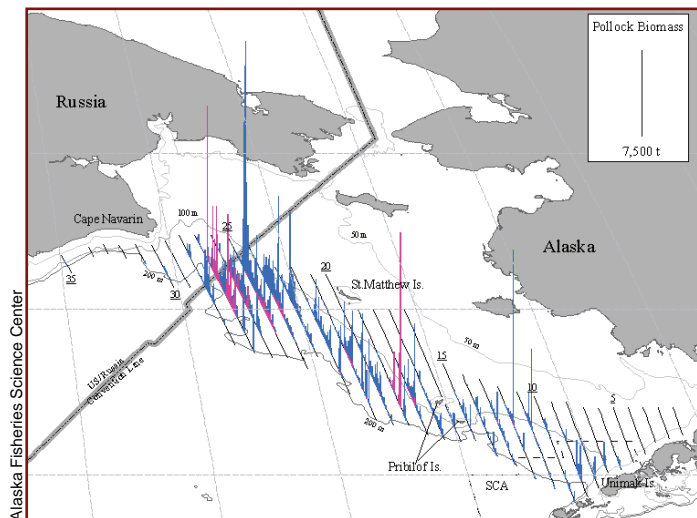 Pollock Biomass
7,500 t
Russia
Cape Navarin
100 m
25
50 m
Alaska
200 m
35
30
20
St. Matthew Is.
70 m
US/Russia
Convention Line
15
10
5
200 m
Pribilof Is.
SCA
Unimak Is.
Alaska Fisheries Science Center